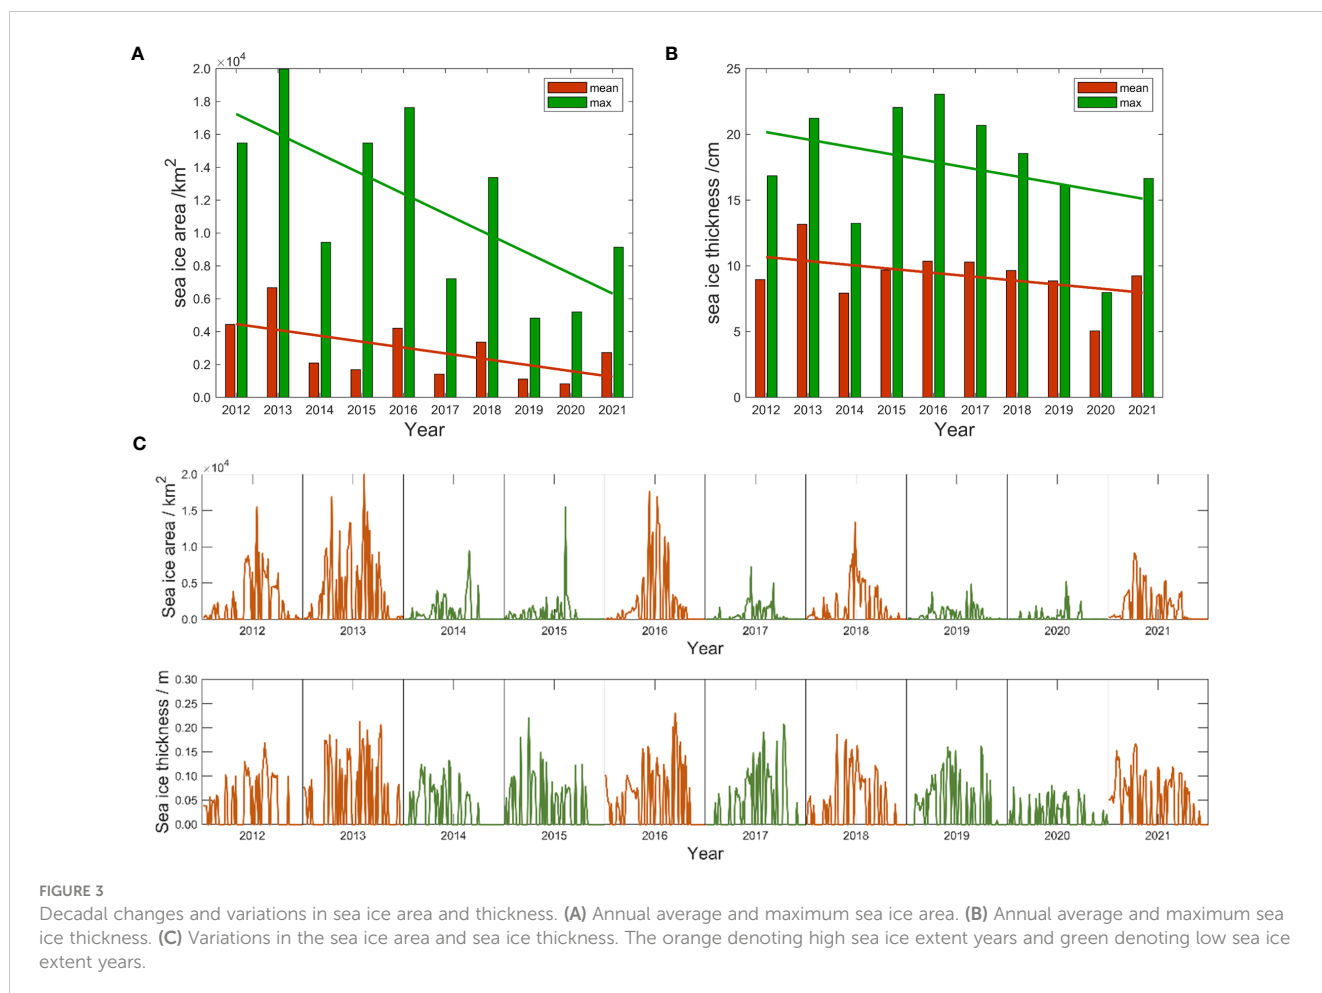 A
B
×10⁴
2.0
1.8
1.6
1.4
1.2
1.0
0.8
0.6
0.4
0.2
0.0
sea ice area /km²
mean
max
2012 2013 2014 2015 2016 2017 2018 2019 2020 2021
Year
25
20
15
10
5
0
sea ice thickness /cm
mean
max
2012 2013 2014 2015 2016 2017 2018 2019 2020 2021
Year
C
×10⁴
2.0
1.5
1.0
0.5
0.0
Sea ice area / km²
2012 2013 2014 2015 2016 2017 2018 2019 2020 2021
Year
0.30
0.25
0.20
0.15
0.10
0.05
0.00
Sea ice thickness / m
2012 2013 2014 2015 2016 2017 2018 2019 2020 2021
Year
FIGURE 3
Decadal changes and variations in sea ice area and thickness. (A) Annual average and maximum sea ice area. (B) Annual average and maximum sea
ice thickness. (C) Variations in the sea ice area and sea ice thickness. The orange denoting high sea ice extent years and green denoting low sea ice
extent years.